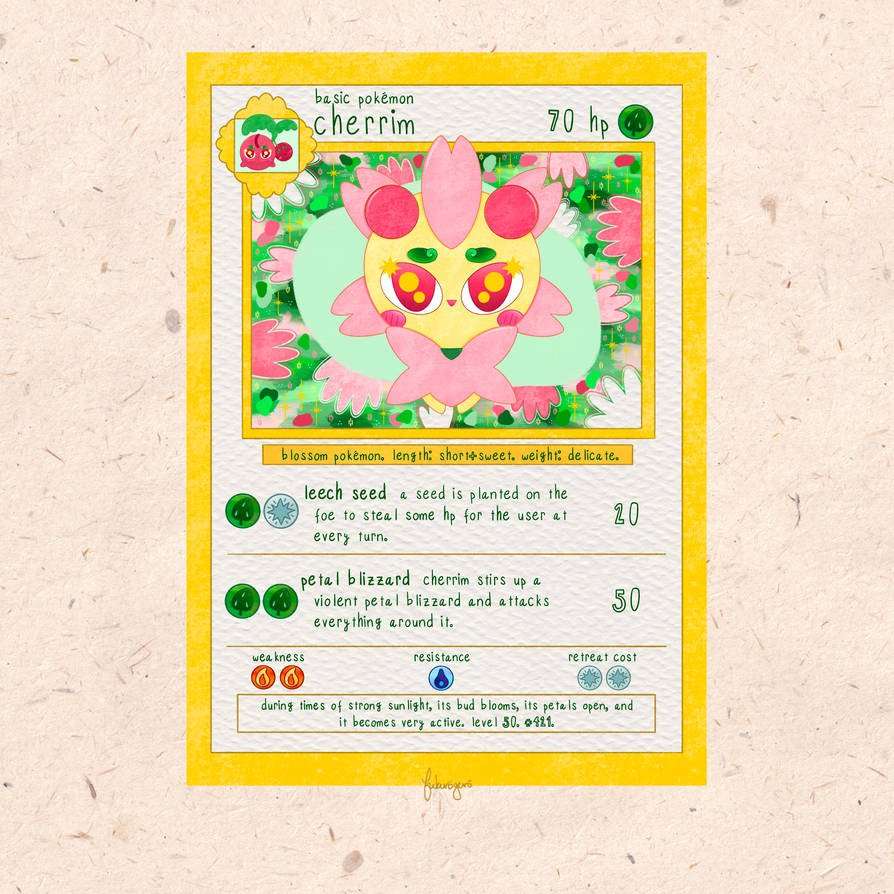 basic pokémon
cherrim
70 hp
blossom pokémon. length: short+sweet. weight: delicate.
leech seed a seed is planted on the
foe to steal some hp for the user at
every turn.
20
petal blizzard cherrim stirs up a
violent petal blizzard and attacks
everything around it.
50
weakness
resistance
retreat cost
during times of strong sunlight, its bud blooms, its petals open, and
it becomes very active. level 50. #421.